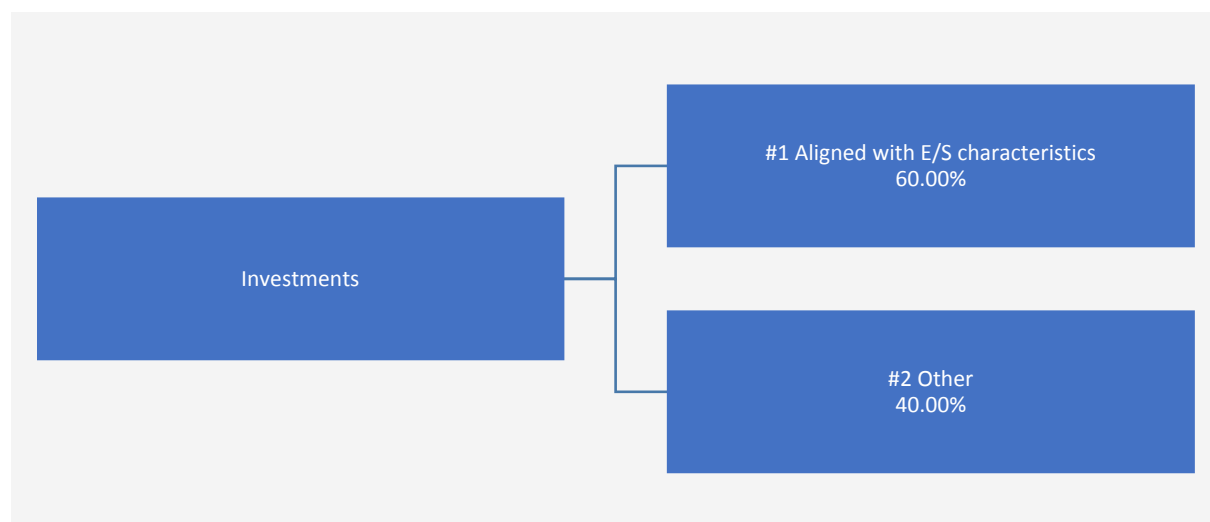 Investments
#1 Aligned with E/S characteristics
60.00%
#2 Other
40.00%